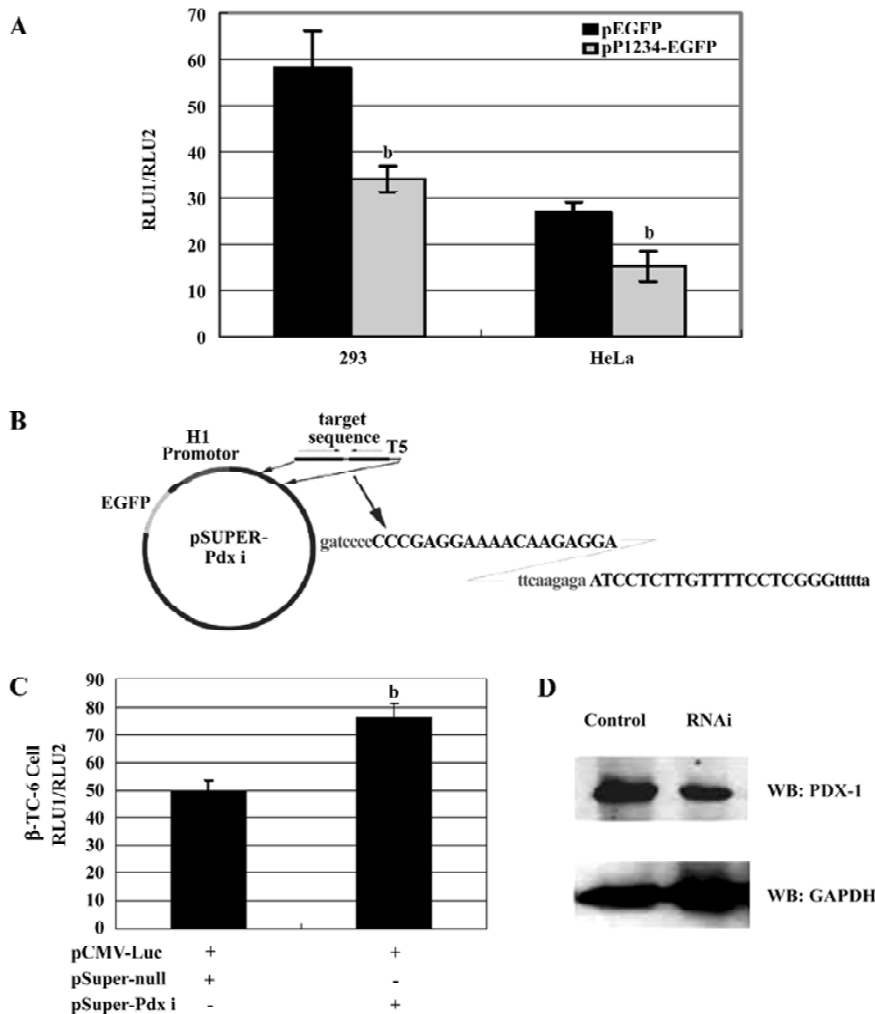 A
pEGFP
pP1234-EGFP
RLU1/RLU2
70
60
50
40
30
20
10
0
b
b
293
HeLa
B
H1
Promotor
target
sequence
T5
EGFP
pSUPER-
Pdx i
gatccccCCCGAGGAAAACAAGAGGA
ttcaagaga ATCCTCTTGTTTTCCTCGGGtttttta
C
β-TC-6 Cell
RLU1/RLU2
90
80
70
60
50
40
30
20
10
0
b
pCMV-Luc + +
pSuper-null + -
pSuper-Pdx i - +
D
Control RNAi
WB: PDX-1
WB: GAPDH